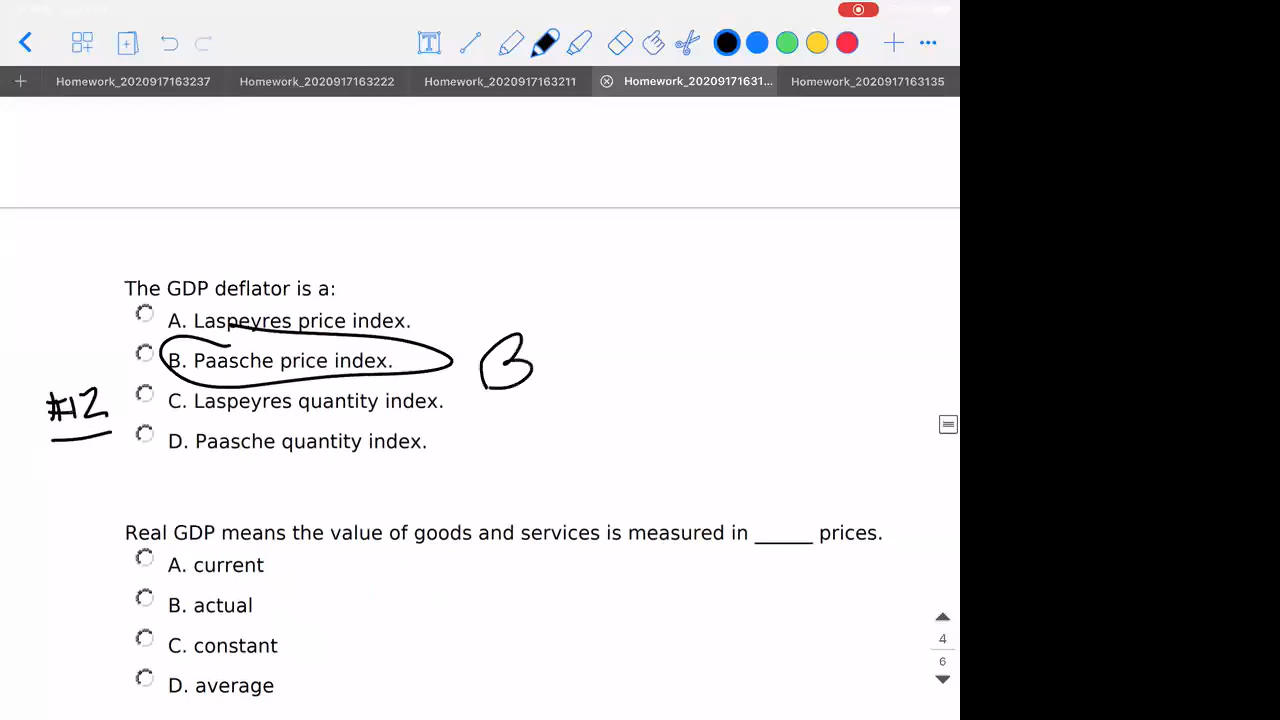 Homework_2020917163237 Homework_2020917163222 Homework_2020917163211 Homework_20209171631... Homework_2020917163135
The GDP deflator is a:
A. Laspeyres price index.
B. Paasche price index. B
C. Laspeyres quantity index.
#12
D. Paasche quantity index.
Real GDP means the value of goods and services is measured in ______ prices.
A. current
B. actual
C. constant
4
6
D. average